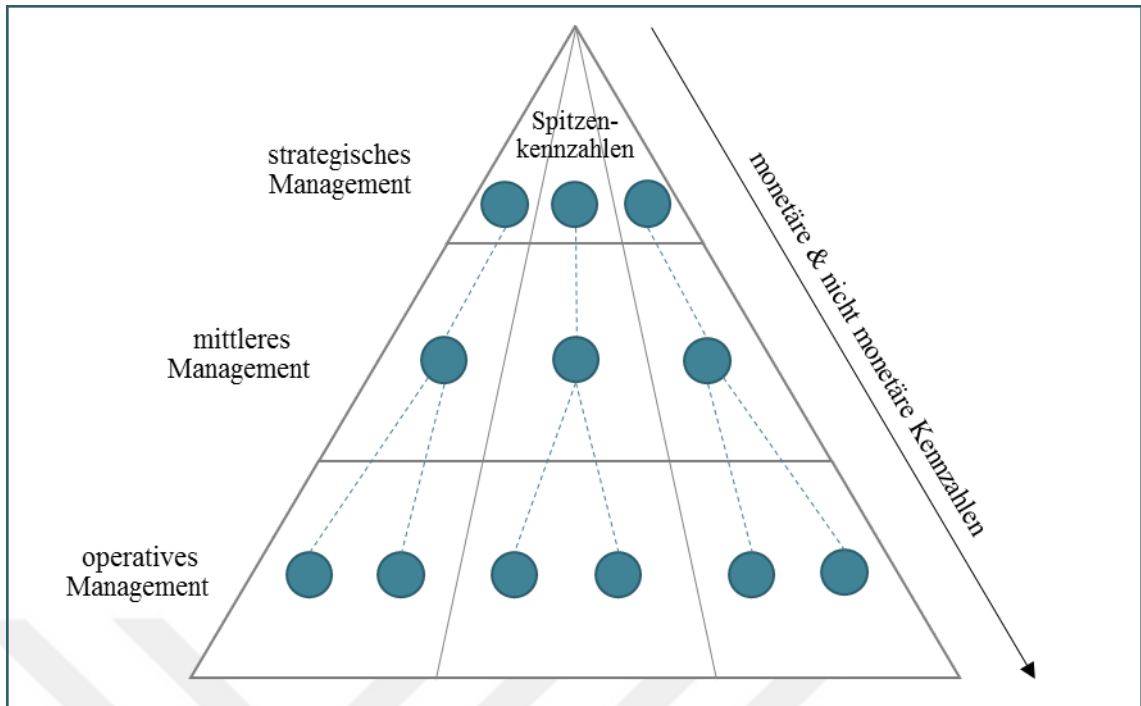 Spitzen-
kennzahlen
strategisches
Management
mittleres
Management
operatives
Management
monetäre & nicht monetäre Kennzahlen